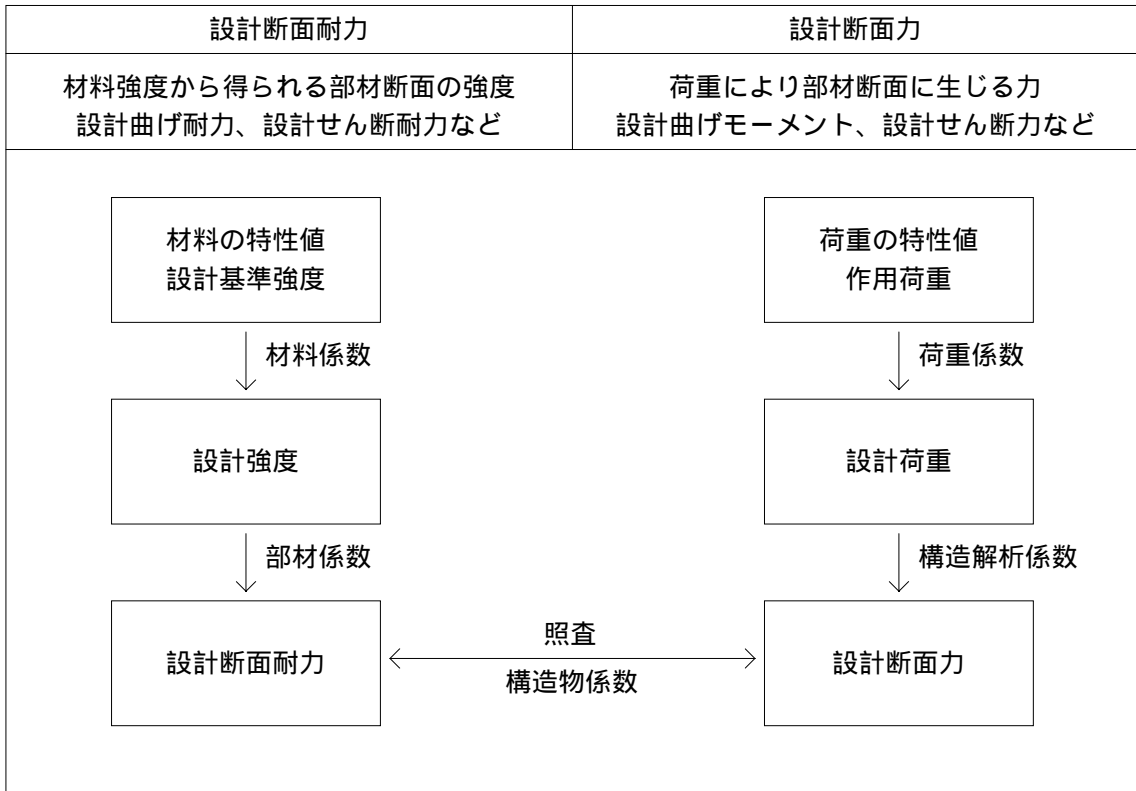 設計断面耐力
設計断面力
材料強度から得られる部材断面の強度
設計曲げ耐力、設計せん断耐力など
荷重により部材断面に生じる力
設計曲げモーメント、設計せん断力など
材料の特性値
設計基準強度
荷重の特性値
作用荷重
材料係数
荷重係数
設計強度
設計荷重
部材係数
構造解析係数
設計断面耐力
照査
構造物係数
設計断面力